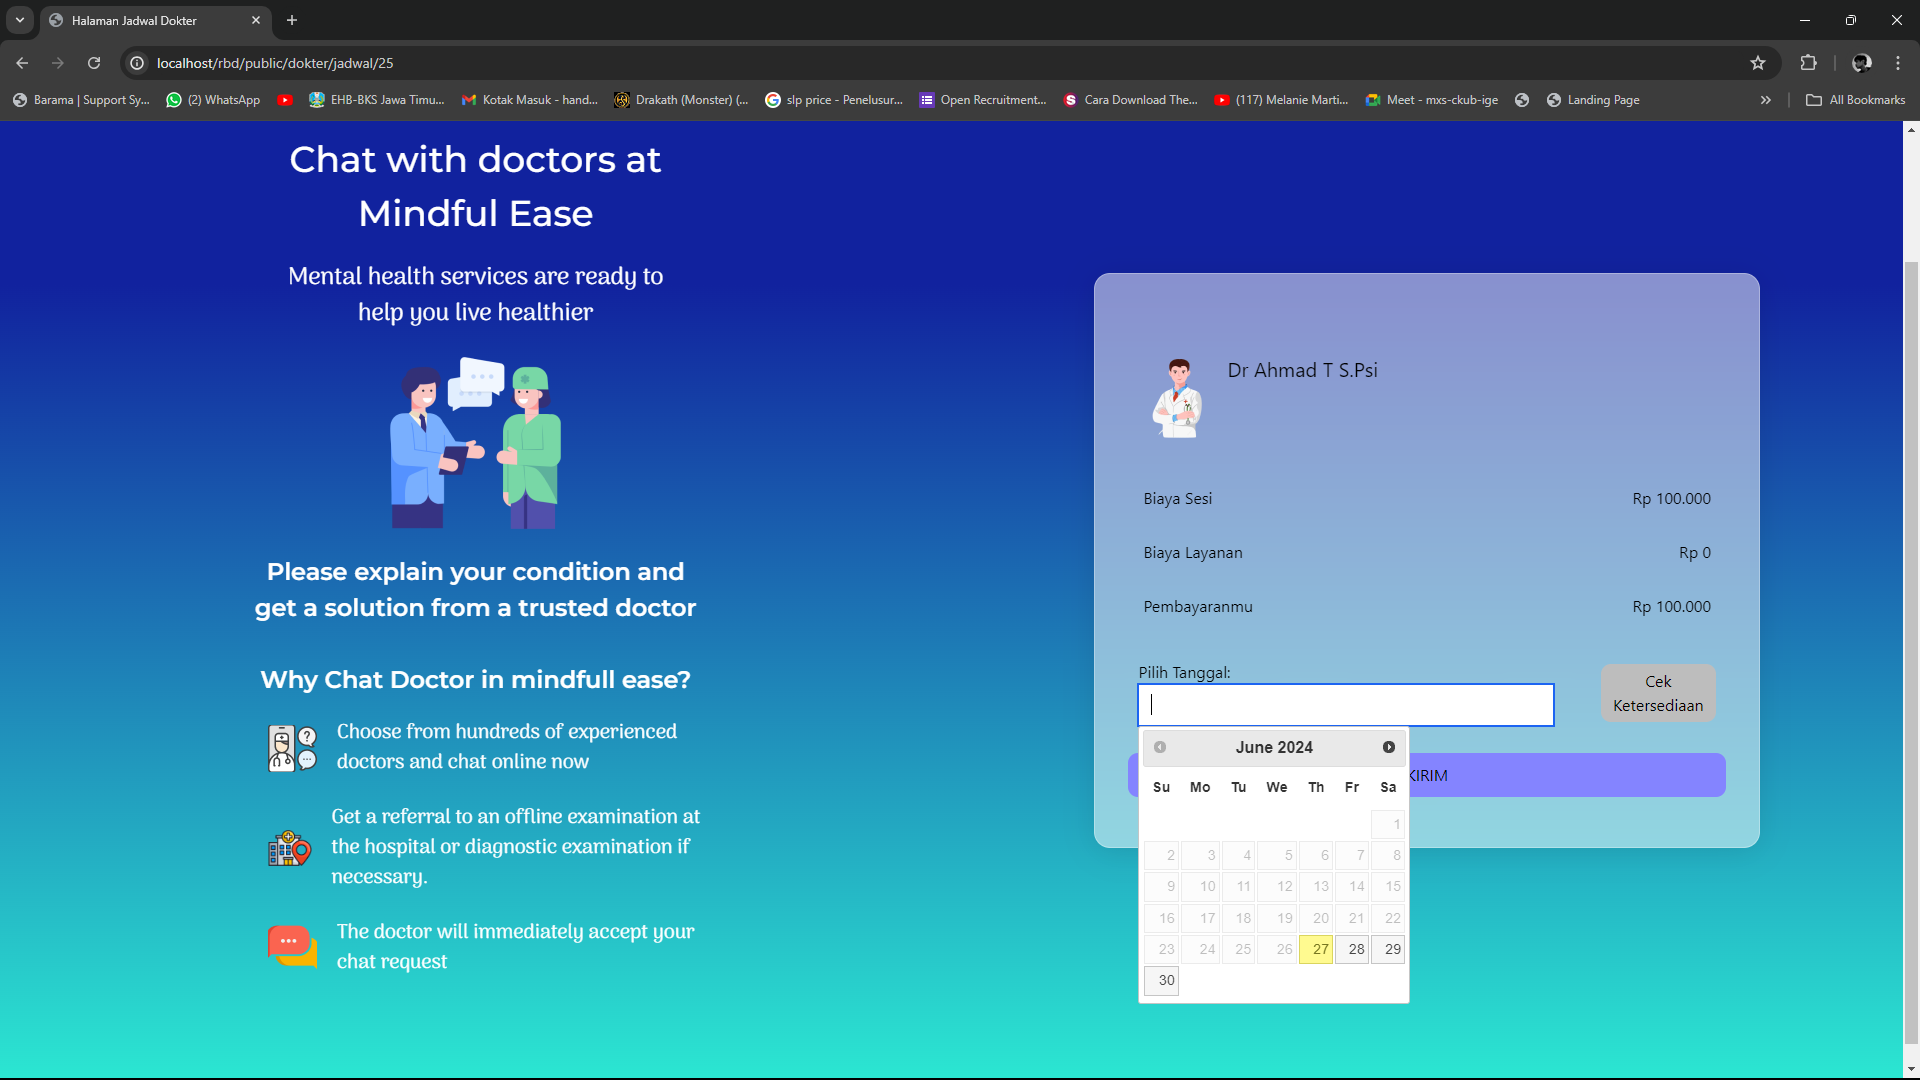 Halaman Jadwal Dokter
localhost/rbd/public/dokter/jadwal/25
Barama | Support Sy...
(2) WhatsApp
EHB-BKS Jawa Timu...
Kotak Masuk - hand...
Drakath (Monster) (...
slp price - Penelusur...
Open Recruitment...
Cara Download The...
(117) Melanie Marti...
Meet - mxs-ckub-ige
Landing Page
All Bookmarks
Chat with doctors at
Mindful Ease
Mental health services are ready to
help you live healthier
Please explain your condition and
get a solution from a trusted doctor
Why Chat Doctor in mindfull ease?
Choose from hundreds of experienced
doctors and chat online now
Get a referral to an offline examination at
the hospital or diagnostic examination if
necessary.
The doctor will immediately accept your
chat request
Dr Ahmad T S.Psi
Biaya Sesi Rp 100.000
Biaya Layanan Rp 0
Pembayaranmu Rp 100.000
Pilih Tanggal:
Cek
Ketersediaan
KIRIM
June 2024
Su Mo Tu We Th Fr Sa
1
2 3 4 5 6 7 8
9 10 11 12 13 14 15
16 17 18 19 20 21 22
23 24 25 26 27 28 29
30